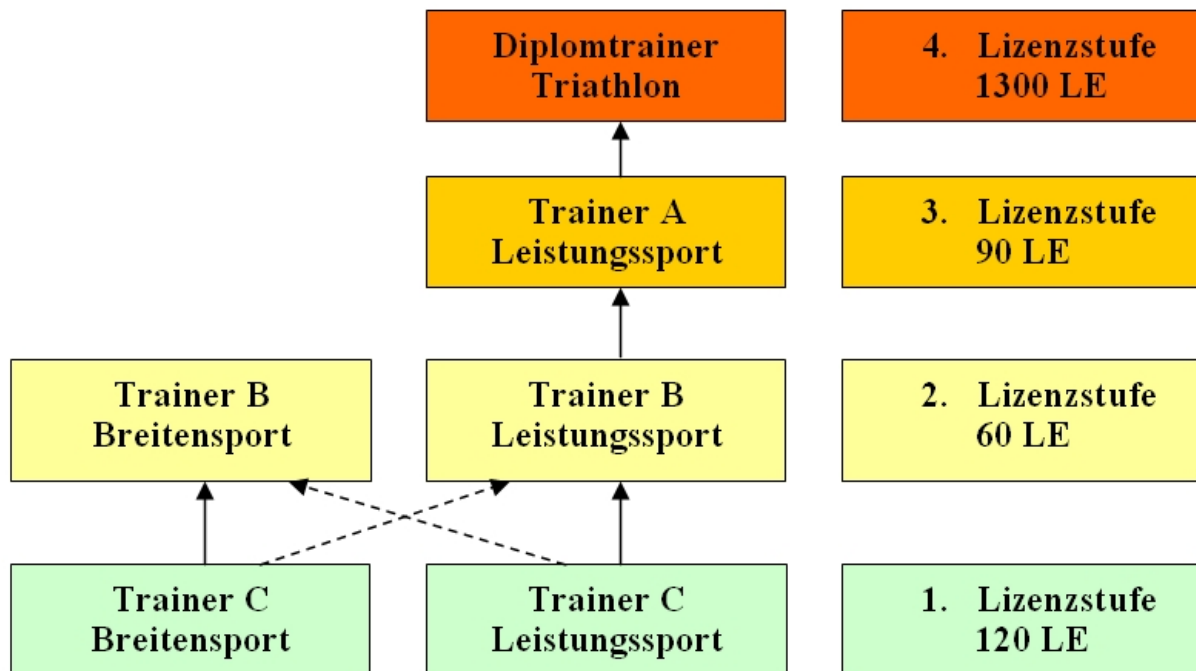 Diplomtrainer
Triathlon
4. Lizenzstufe
1300 LE
Trainer A
Leistungssport
3. Lizenzstufe
90 LE
Trainer B
Breitensport
Trainer B
Leistungssport
2. Lizenzstufe
60 LE
Trainer C
Breitensport
Trainer C
Leistungssport
1. Lizenzstufe
120 LE